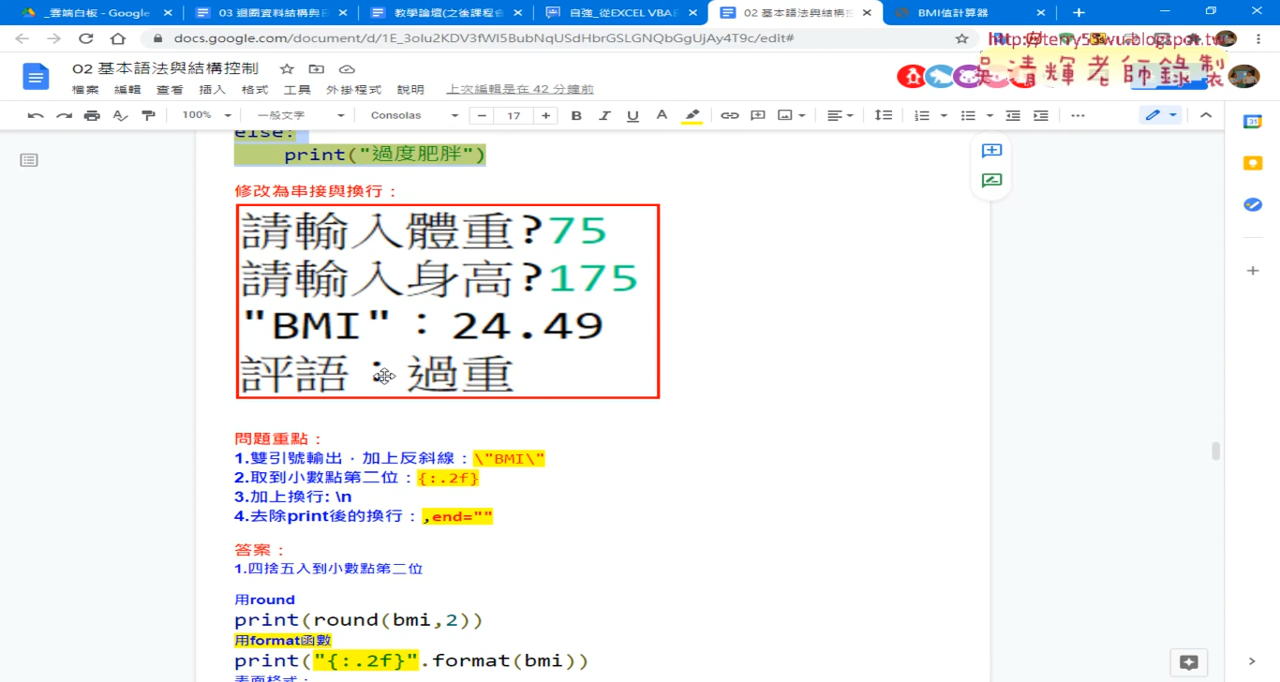 _雲端白板 - Google
03 迴圈資料結構與
教學論壇(之後課程
自強_從EXCEL VBA
02 基本語法與結構
BMI值計算器
docs.google.com/document/d/1E_3olu2KDV3fWI5BubNqUSdHbrGSLGNQbGgUjAy4T9c/edit#
http://terry55wu.blogspot.tw
吳清輝老師錄製
02 基本語法與結構控制
檔案 編輯 查看 插入 格式 工具 外掛程式 說明 上次編輯是在 42 分鐘前
100% 一般文字 Consolas 17
else:
print("過度肥胖")
修改為串接與換行：
請輸入體重?75
請輸入身高?175
"BMI"：24.49
評語：過重
問題重點：
1.雙引號輸出，加上反斜線：\"BMI\"
2.取到小數點第二位：{:.2f}
3.加上換行: \n
4.去除print後的換行：,end=""
答案：
1.四捨五入到小數點第二位
用round
print(round(bmi,2))
用format函數
print("{:.2f}".format(bmi))
表面格式：